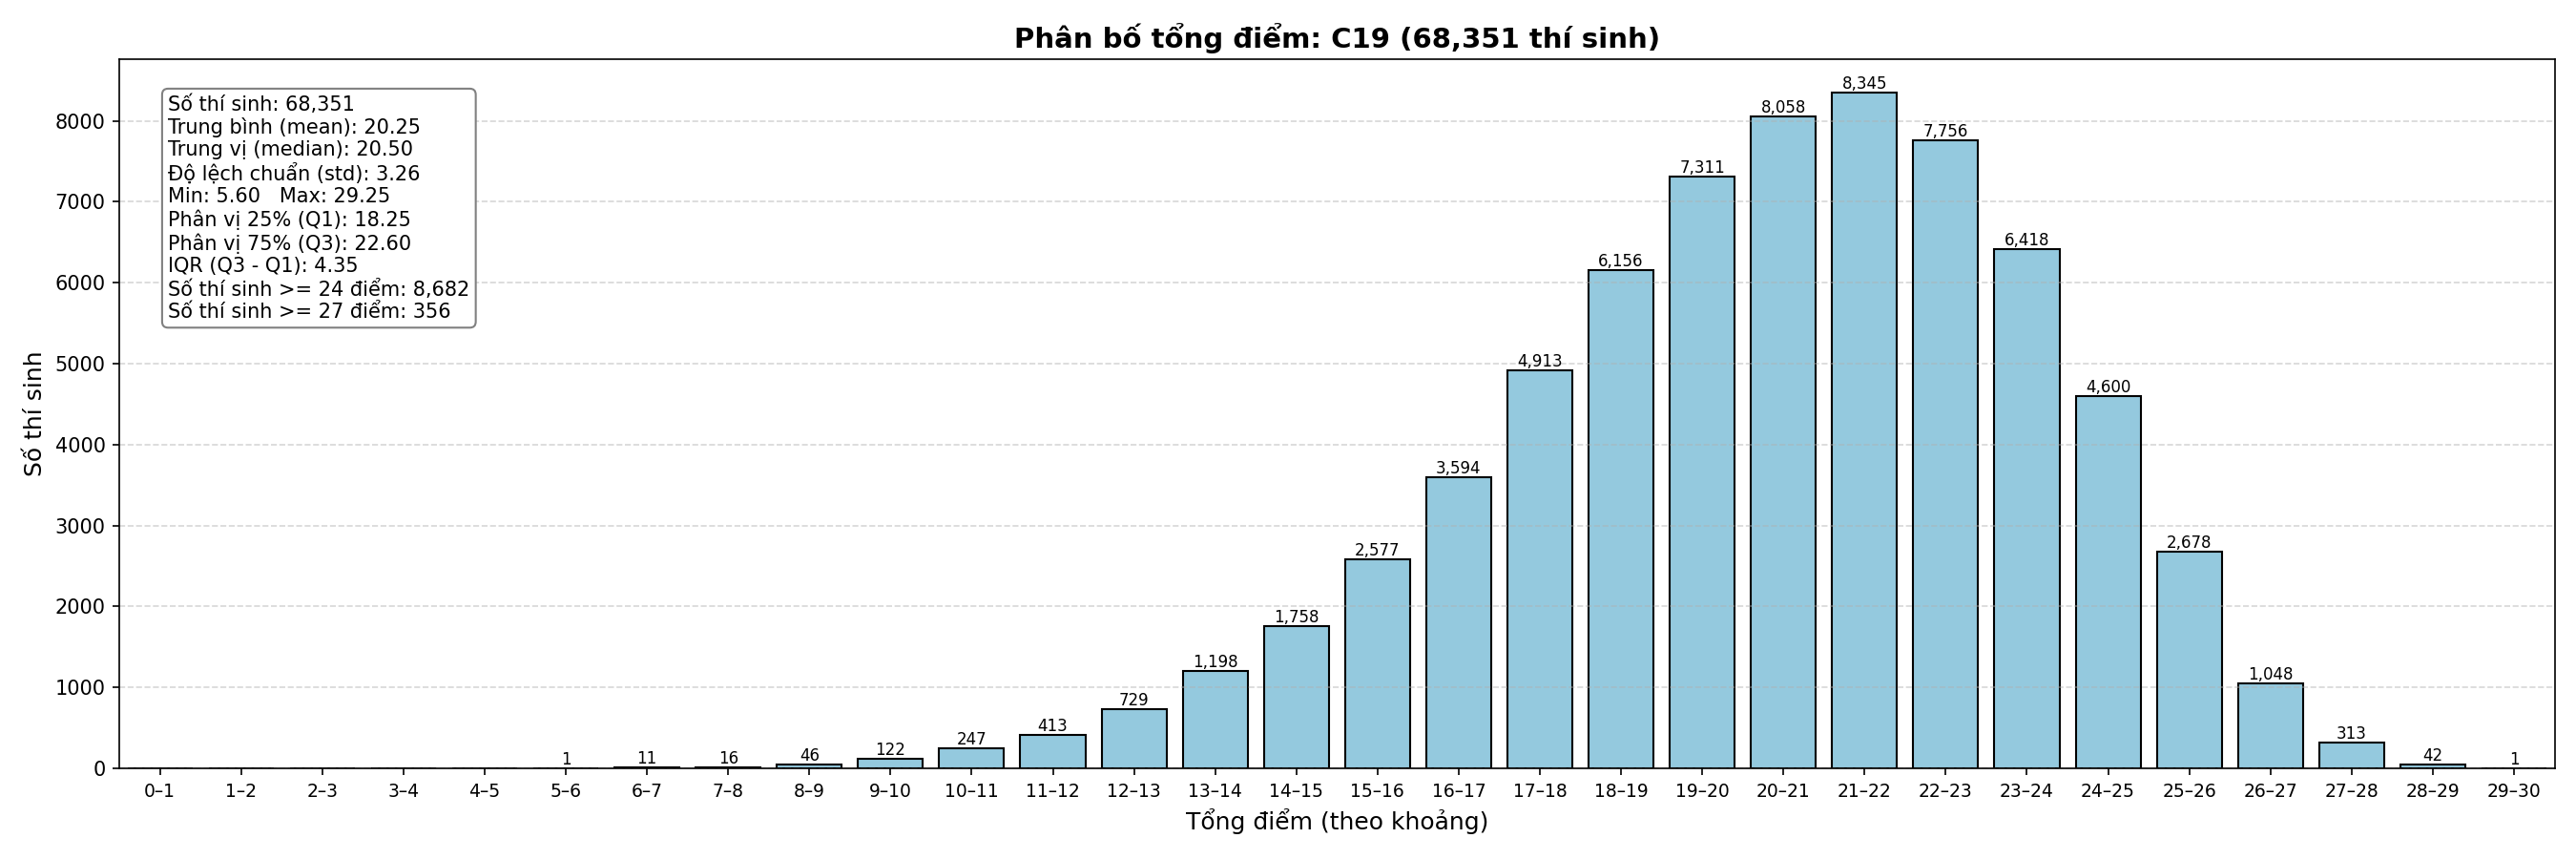 Phân bố tổng điểm: C19 (68,351 thí sinh)
Số thí sinh: 68,351
Trung bình (mean): 20.25
Trung vị (median): 20.50
Độ lệch chuẩn (std): 3.26
Min: 5.60   Max: 29.25
Phân vị 25% (Q1): 18.25
Phân vị 75% (Q3): 22.60
IQR (Q3 - Q1): 4.35
Số thí sinh >= 24 điểm: 8,682
Số thí sinh >= 27 điểm: 356
Số thí sinh
8000
7000
6000
5000
4000
3000
2000
1000
0
1 11 16 46 122 247 413 729 1,198 1,758 2,577 3,594 4,913 6,156 7,311 8,058 8,345 7,756 6,418 4,600 2,678 1,048 313 42 1
0–1 1–2 2–3 3–4 4–5 5–6 6–7 7–8 8–9 9–10 10–11 11–12 12–13 13–14 14–15 15–16 16–17 17–18 18–19 19–20 20–21 21–22 22–23 23–24 24–25 25–26 26–27 27–28 28–29 29–30
Tổng điểm (theo khoảng)